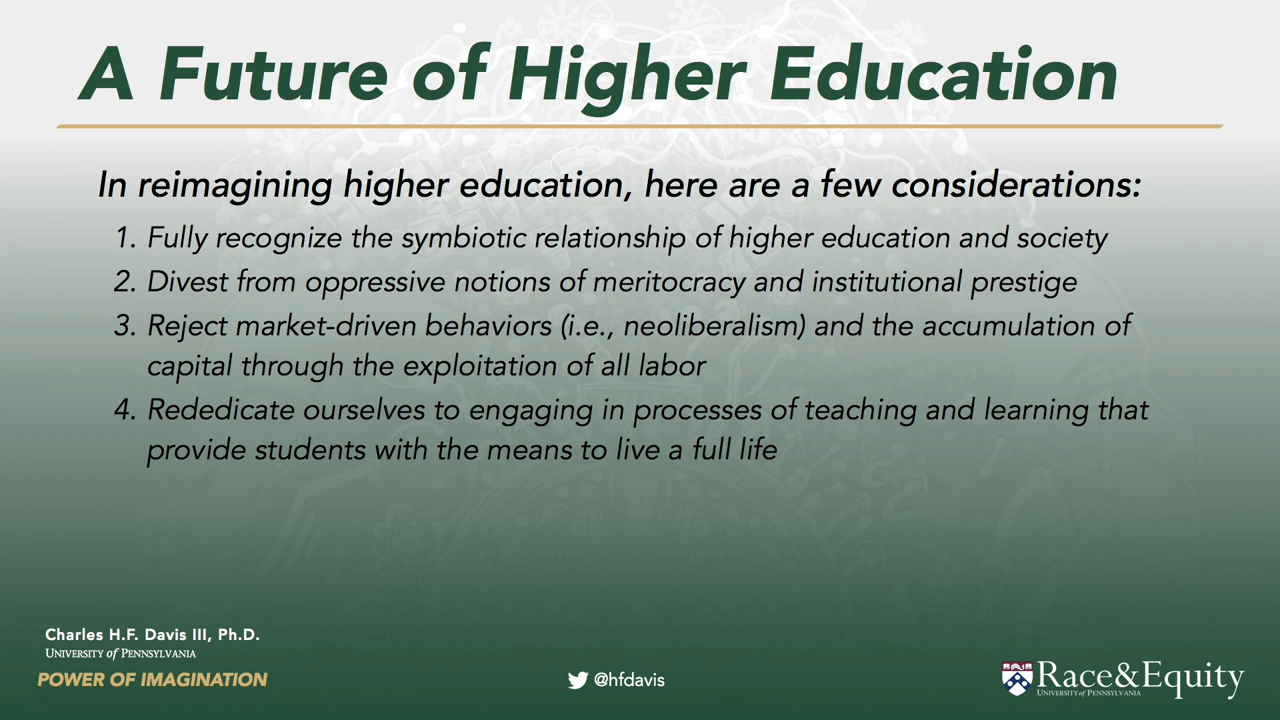 A Future of Higher Education
In reimagining higher education, here are a few considerations:
1. Fully recognize the symbiotic relationship of higher education and society
2. Divest from oppressive notions of meritocracy and institutional prestige
3. Reject market-driven behaviors (i.e., neoliberalism) and the accumulation of
capital through the exploitation of all labor
4. Rededicate ourselves to engaging in processes of teaching and learning that
provide students with the means to live a full life
Charles H.F. Davis III, Ph.D.
UNIVERSITY of PENNSYLVANIA
POWER OF IMAGINATION
@hfdavis
Race&Equity
UNIVERSITY of PENNSYLVANIA